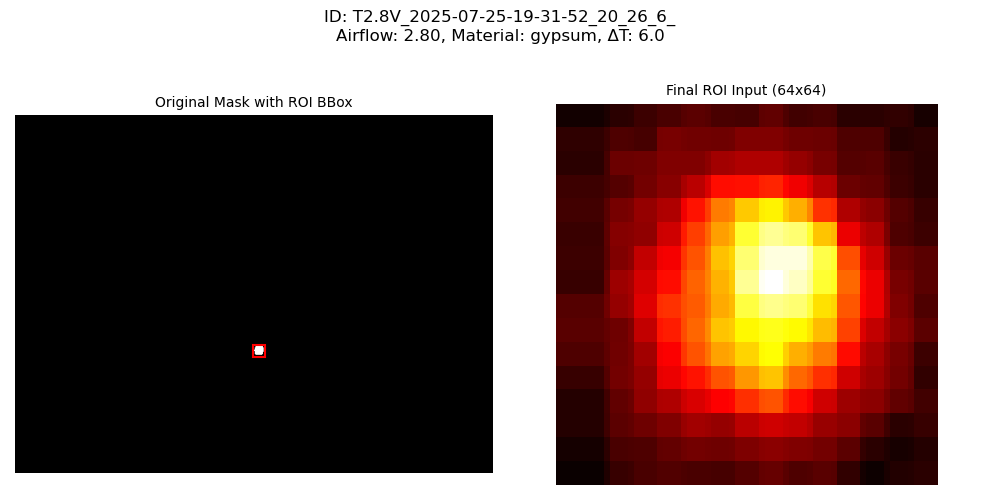 ID: T2.8V_2025-07-25-19-31-52_20_26_6_
Airflow: 2.80, Material: gypsum, ΔT: 6.0
Original Mask with ROI BBox
Final ROI Input (64x64)